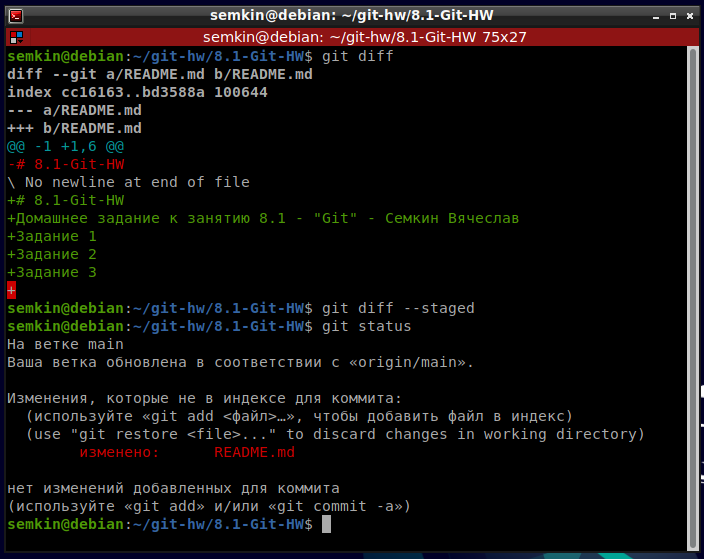 semkin@debian: ~/git-hw/8.1-Git-HW
semkin@debian: ~/git-hw/8.1-Git-HW 75x27
semkin@debian:~/git-hw/8.1-Git-HW$ git diff
diff --git a/README.md b/README.md
index cc16163..bd3588a 100644
--- a/README.md
+++ b/README.md
@@ -1 +1,6 @@
-# 8.1-Git-HW
\ No newline at end of file
+# 8.1-Git-HW
+Домашнее задание к занятию 8.1 - "Git" - Семкин Вячеслав
+Задание 1
+Задание 2
+Задание 3
+
semkin@debian:~/git-hw/8.1-Git-HW$ git diff --staged
semkin@debian:~/git-hw/8.1-Git-HW$ git status
На ветке main
Ваша ветка обновлена в соответствии с «origin/main».
Изменения, которые не в индексе для коммита:
  (используйте «git add <файл>…», чтобы добавить файл в индекс)
  (use "git restore <file>..." to discard changes in working directory)
        изменено:      README.md
нет изменений добавленных для коммита
(используйте «git add» и/или «git commit -a»)
semkin@debian:~/git-hw/8.1-Git-HW$